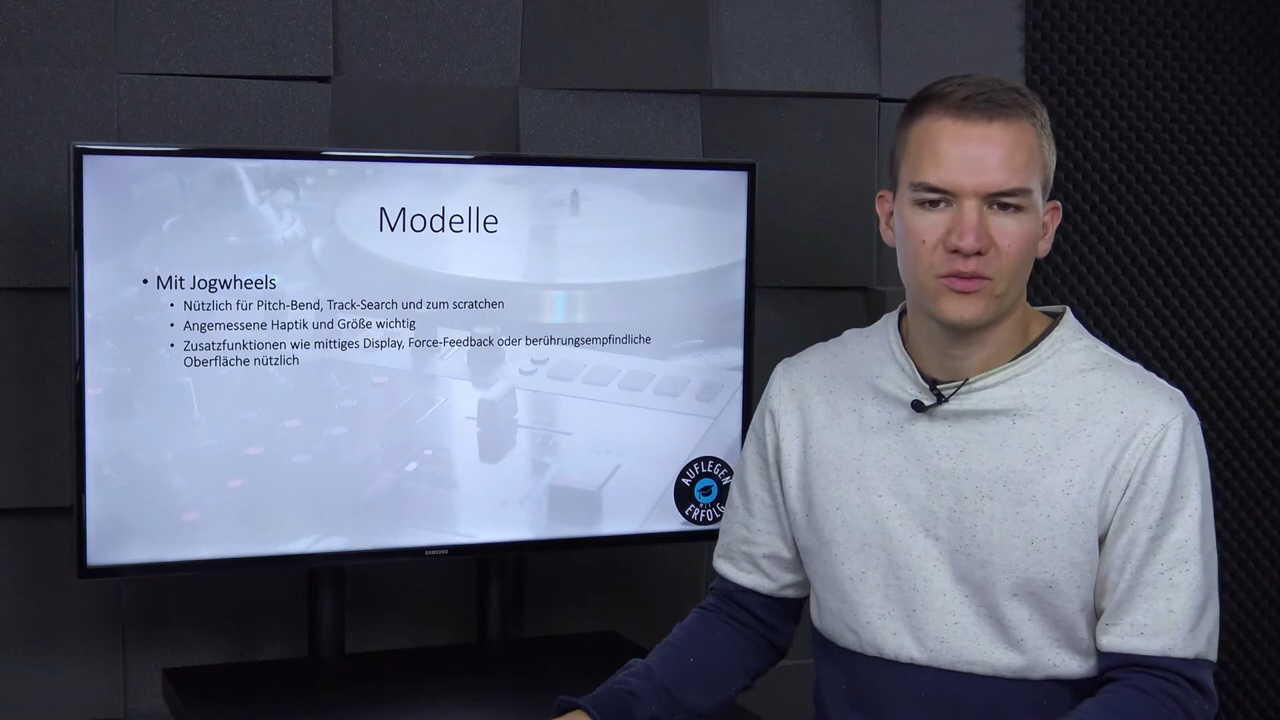 Modelle
• Mit Jogwheels
• Nützlich für Pitch-Bend, Track-Search und zum scratchen
• Angemessene Haptik und Größe wichtig
• Zusatzfunktionen wie mittiges Display, Force-Feedback oder berührungsempfindliche
Oberfläche nützlich
AUFLEGEN
MIT
ERFOLG
SAMSUNG